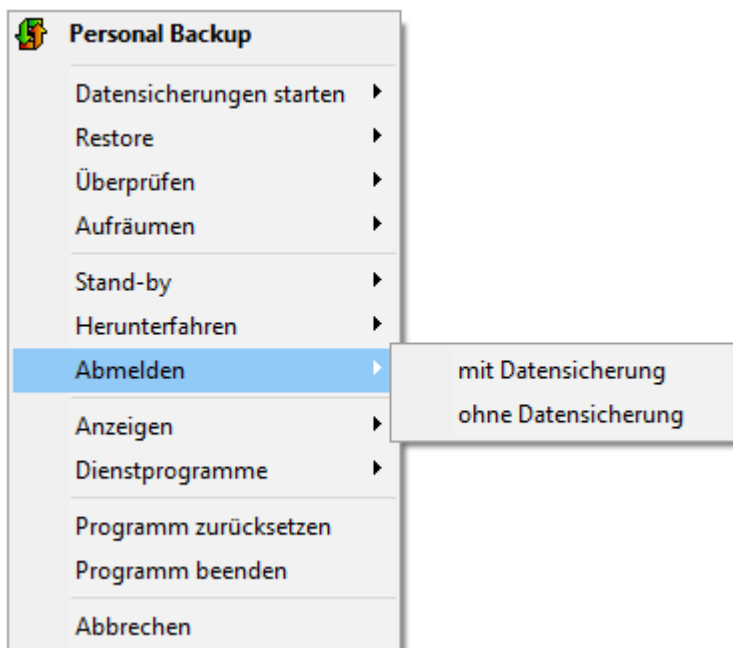 Personal Backup
Datensicherungen starten
Restore
Überprüfen
Aufräumen
Stand-by
Herunterfahren
Abmelden
mit Datensicherung
ohne Datensicherung
Anzeigen
Dienstprogramme
Programm zurücksetzen
Programm beenden
Abbrechen